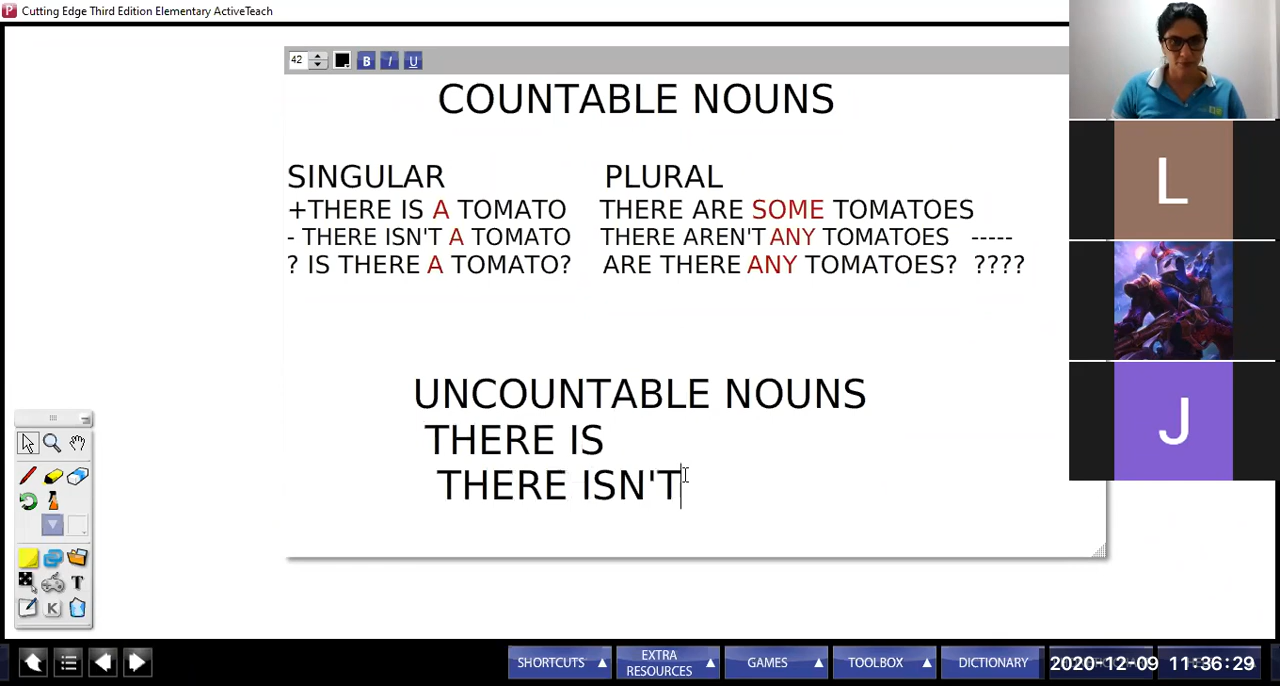 Cutting Edge Third Edition Elementary ActiveTeach
42 B I U
COUNTABLE NOUNS
SINGULAR PLURAL
+THERE IS A TOMATO THERE ARE SOME TOMATOES
- THERE ISN'T A TOMATO THERE AREN'T ANY TOMATOES -----
? IS THERE A TOMATO? ARE THERE ANY TOMATOES? ????
UNCOUNTABLE NOUNS
THERE IS
THERE ISN'T
L
J
T
K
SHORTCUTS EXTRA RESOURCES GAMES TOOLBOX DICTIONARY 2020-12-09 11:36:29